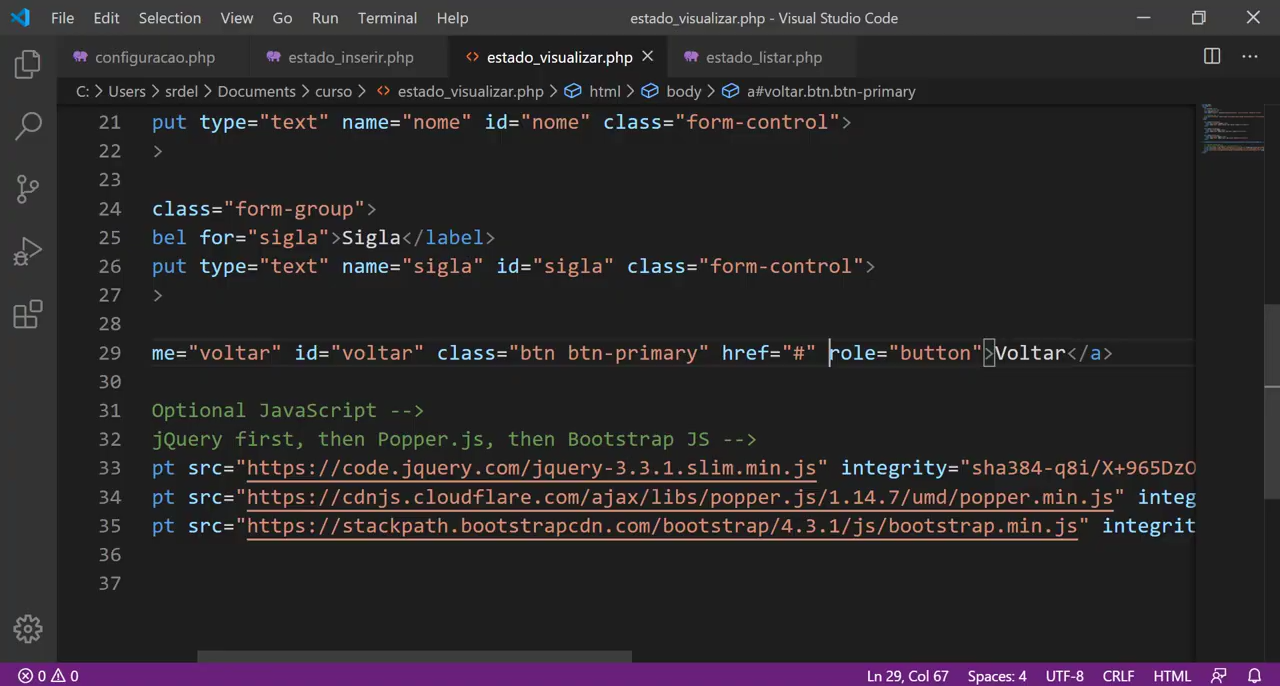 File Edit Selection View Go Run Terminal Help estado_visualizar.php - Visual Studio Code
configuracao.php estado_inserir.php estado_visualizar.php estado_listar.php
C: > Users > srdel > Documents > curso > estado_visualizar.php > html > body > a#voltar.btn.btn-primary
21 put type="text" name="nome" id="nome" class="form-control">
22 >
23
24 class="form-group">
25 bel for="sigla">Sigla</label>
26 put type="text" name="sigla" id="sigla" class="form-control">
27 >
28
29 me="voltar" id="voltar" class="btn btn-primary" href="#" role="button">Voltar</a>
30
31 Optional JavaScript -->
32 jQuery first, then Popper.js, then Bootstrap JS -->
33 pt src="https://code.jquery.com/jquery-3.3.1.slim.min.js" integrity="sha384-q8i/X+965DzO
34 pt src="https://cdnjs.cloudflare.com/ajax/libs/popper.js/1.14.7/umd/popper.min.js" integ
35 pt src="https://stackpath.bootstrapcdn.com/bootstrap/4.3.1/js/bootstrap.min.js" integrit
36
37
0 0 Ln 29, Col 67 Spaces: 4 UTF-8 CRLF HTML